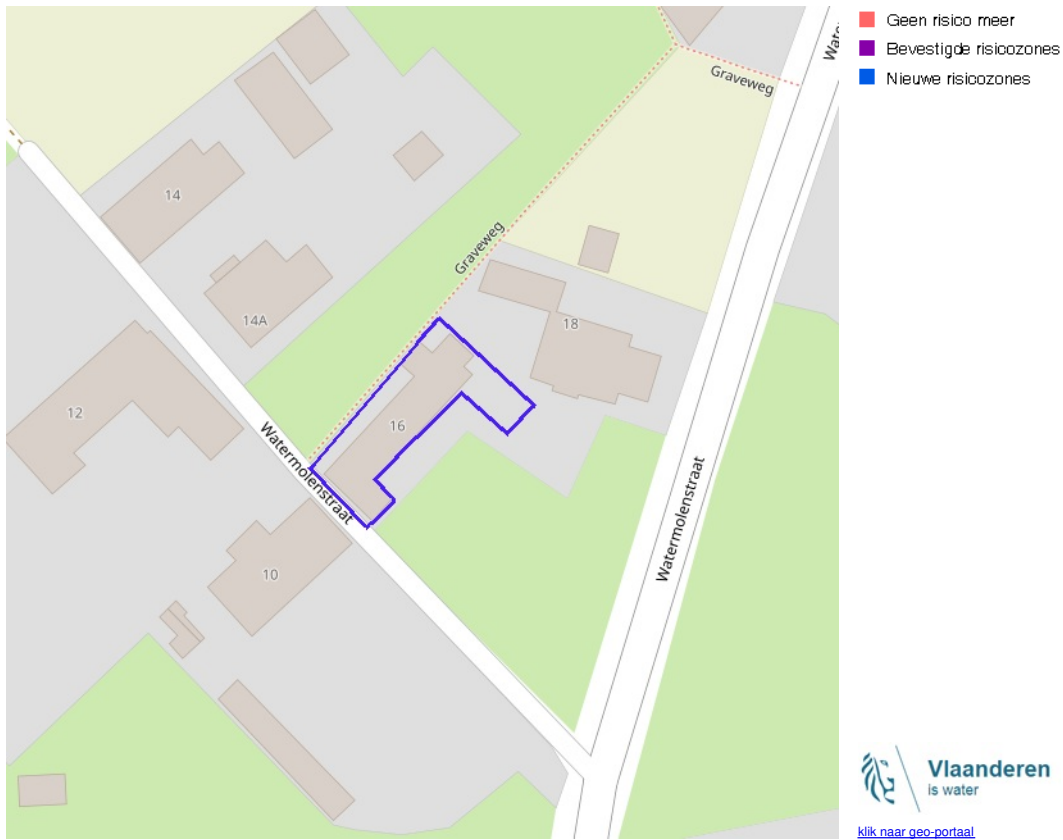 Geen risico meer
Bevestigde risicozones
Nieuwe risicozones
Wate
Graveweg
14
Graveweg
14A
18
12
16
Watermolenstraat
Watermolenstraat
10
Vlaanderen
is water
klik naar geo-portaal